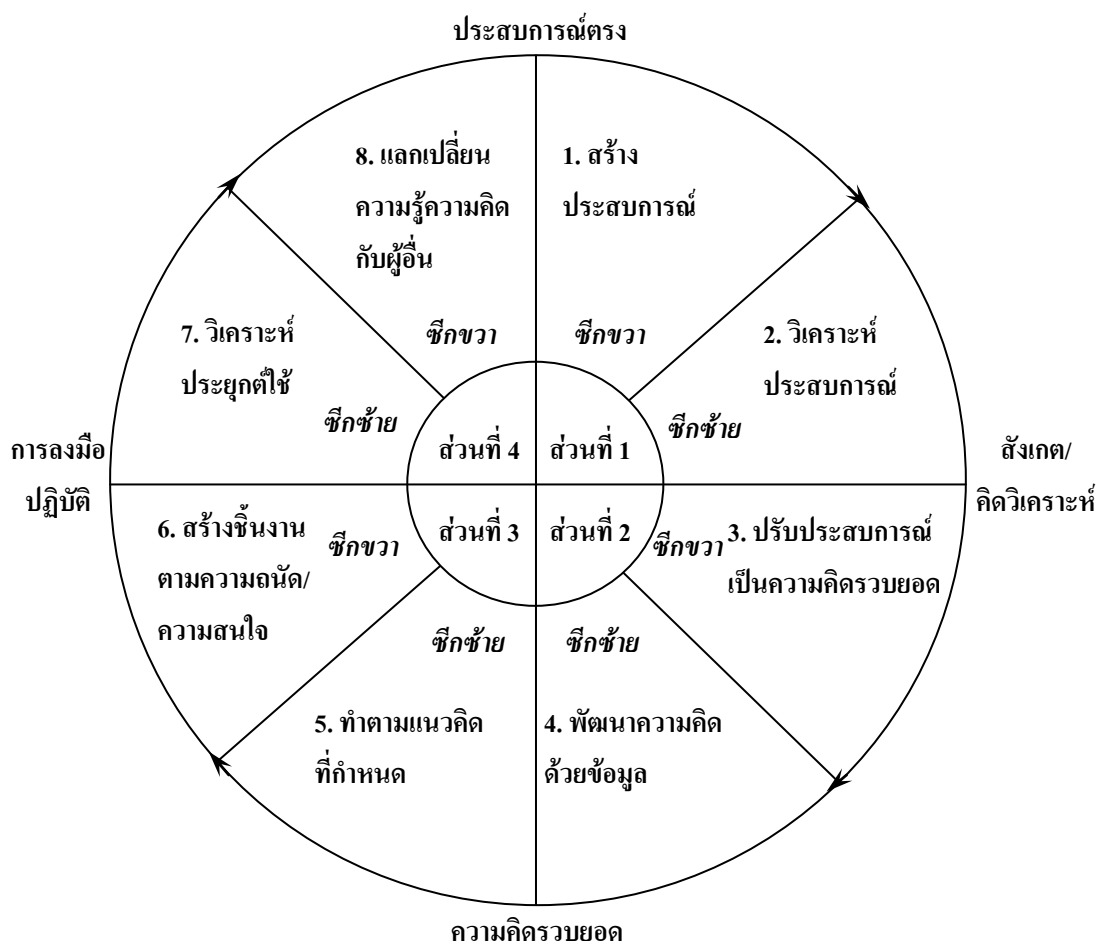 ประสบการณ์ตรง
8. แลกเปลี่ยน
ความรู้ความคิด
กับผู้อื่น
1. สร้าง
ประสบการณ์
ซีกขวา
ซีกขวา
7. วิเคราะห์
ประยุกต์ใช้
2. วิเคราะห์
ประสบการณ์
ซีกซ้าย
ซีกซ้าย
การลงมือ
ปฏิบัติ
ส่วนที่ 4
ส่วนที่ 1
สังเกต/
คิดวิเคราะห์
6. สร้างชิ้นงาน
ตามความถนัด/
ความสนใจ
ซีกขวา
ส่วนที่ 3
ส่วนที่ 2
ซีกขวา
3. ปรับประสบการณ์
เป็นความคิดรวบยอด
ซีกซ้าย
ซีกซ้าย
5. ทำตามแนวคิด
ที่กำหนด
4. พัฒนาความคิด
ด้วยข้อมูล
ความคิดรวบยอด